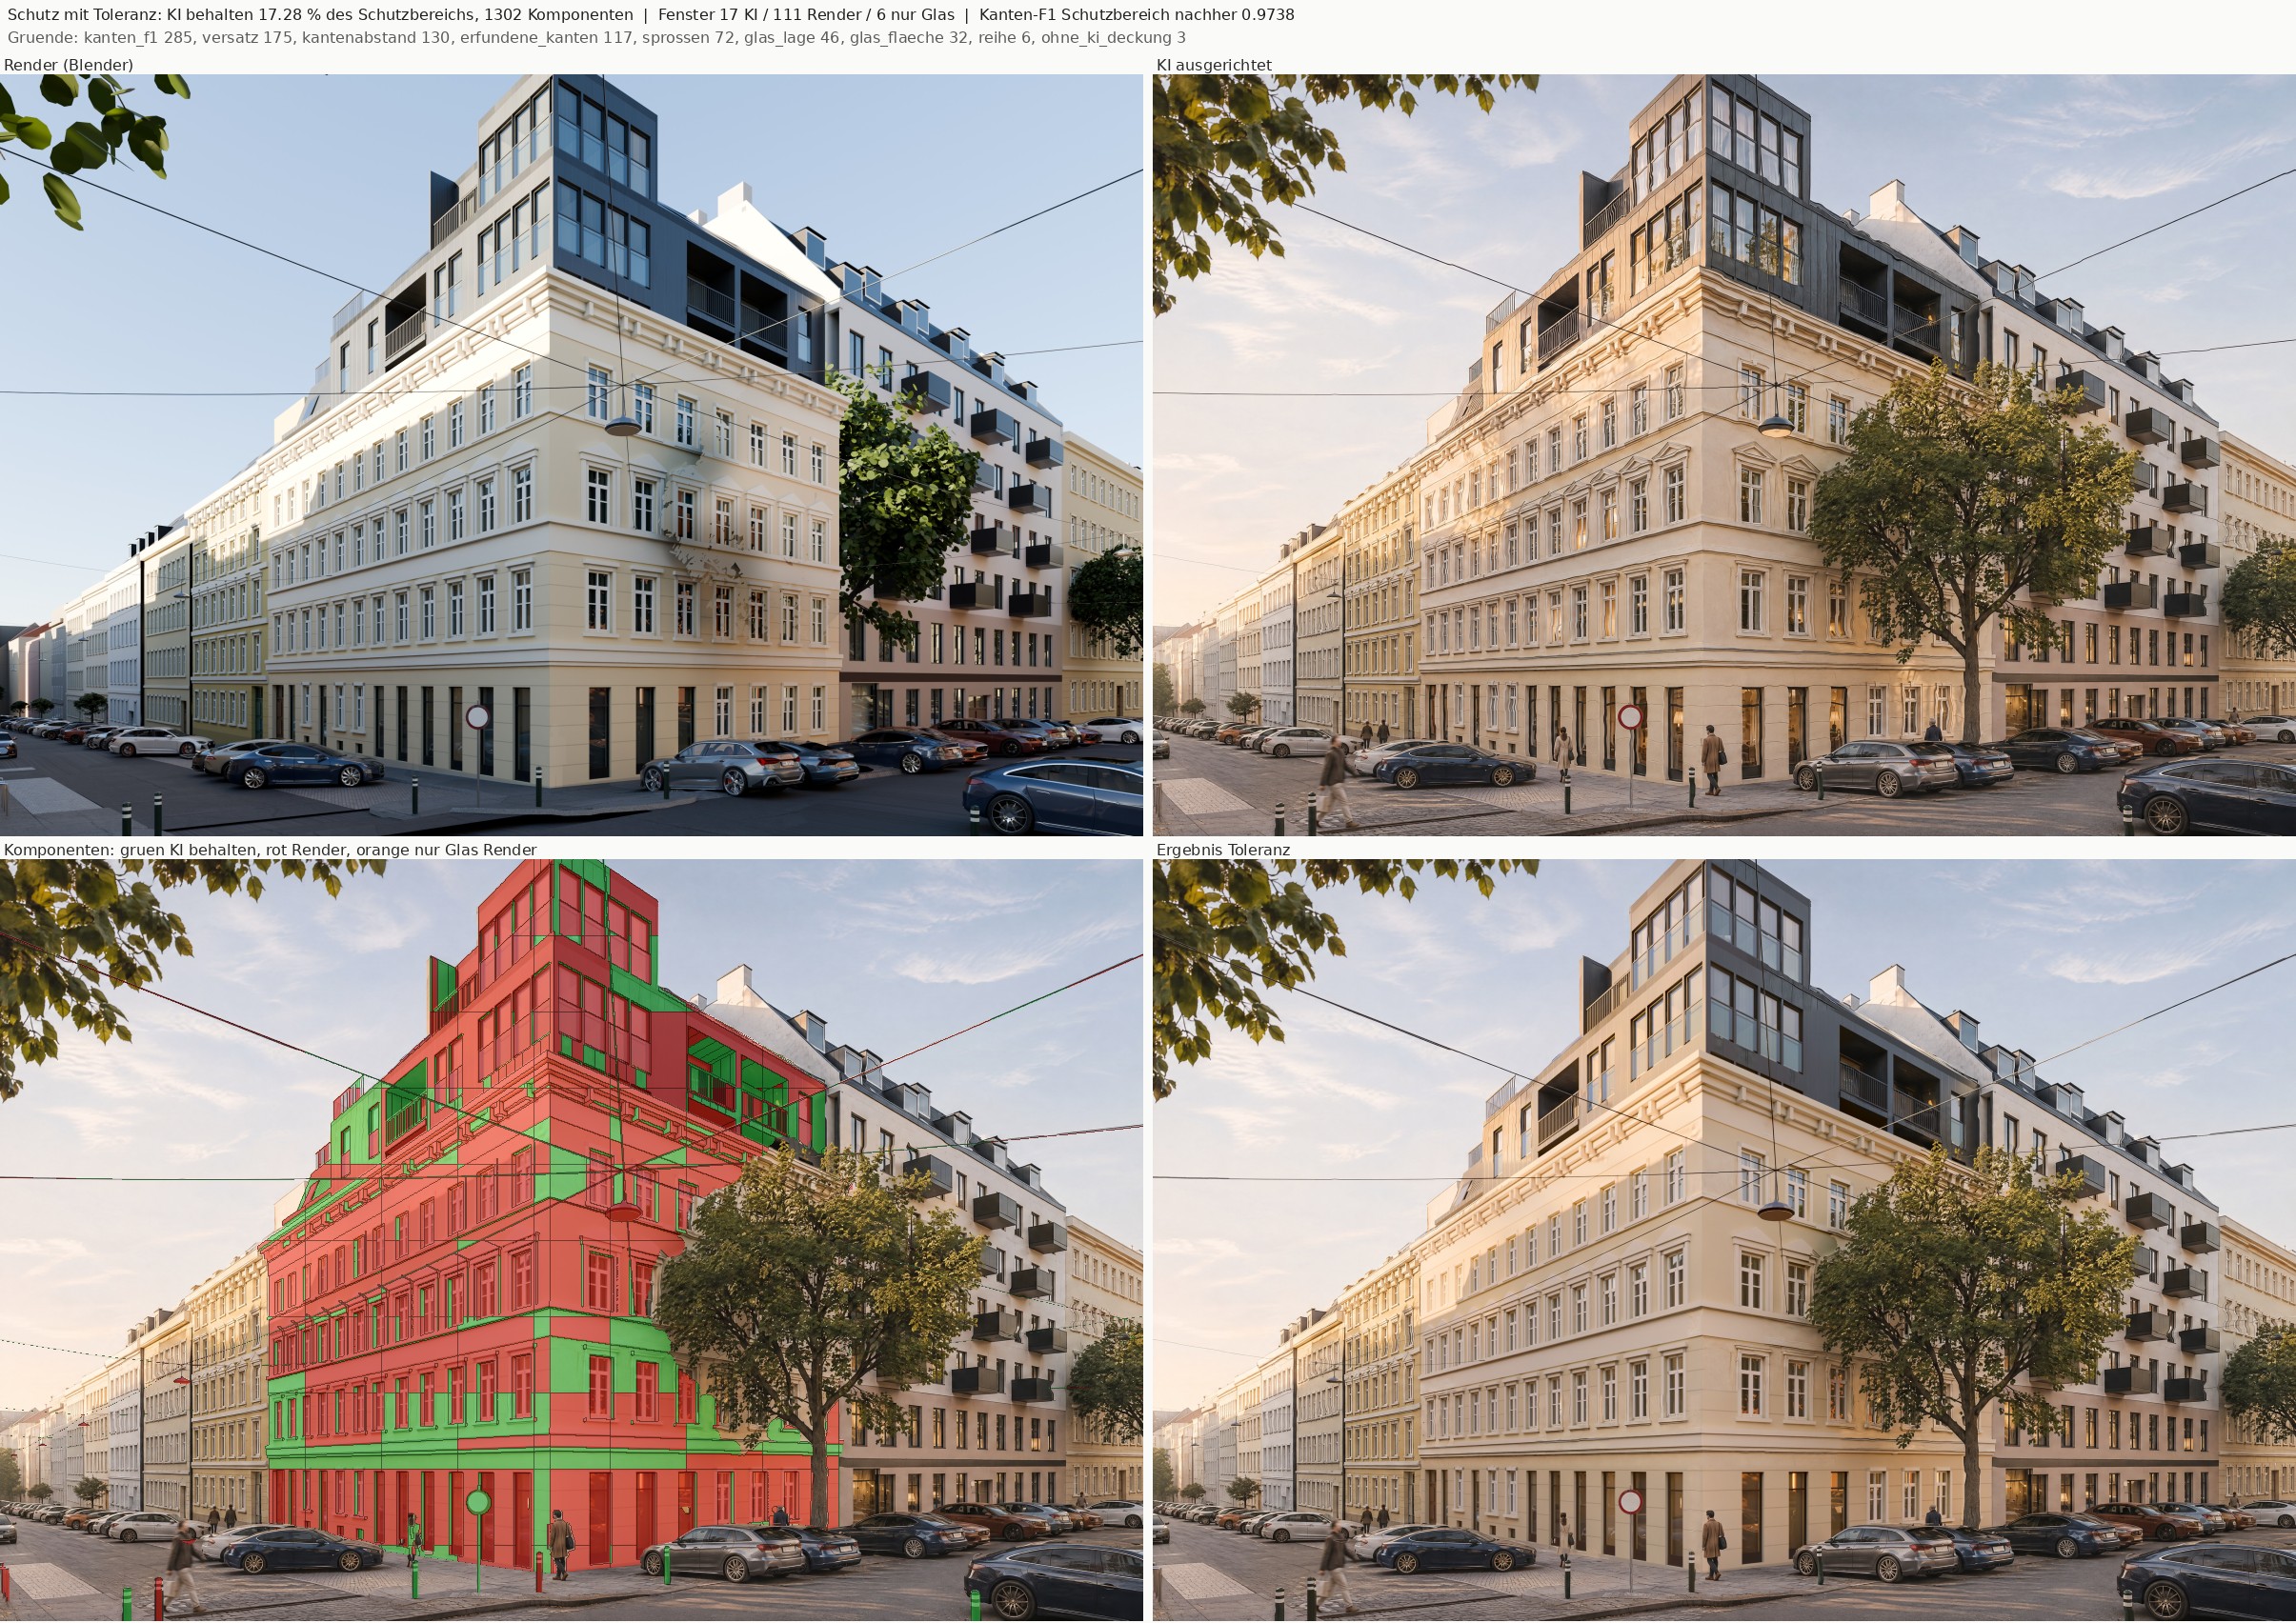 Schutz mit Toleranz: KI behalten 17.28 % des Schutzbereichs, 1302 Komponenten | Fenster 17 KI / 111 Render / 6 nur Glas | Kanten-F1 Schutzbereich nachher 0.9738
Gruende: kanten_f1 285, versatz 175, kantenabstand 130, erfundene_kanten 117, sprossen 72, glas_lage 46, glas_flaeche 32, reihe 6, ohne_ki_deckung 3
Render (Blender)
KI ausgerichtet
Komponenten: gruen KI behalten, rot Render, orange nur Glas Render
Ergebnis Toleranz